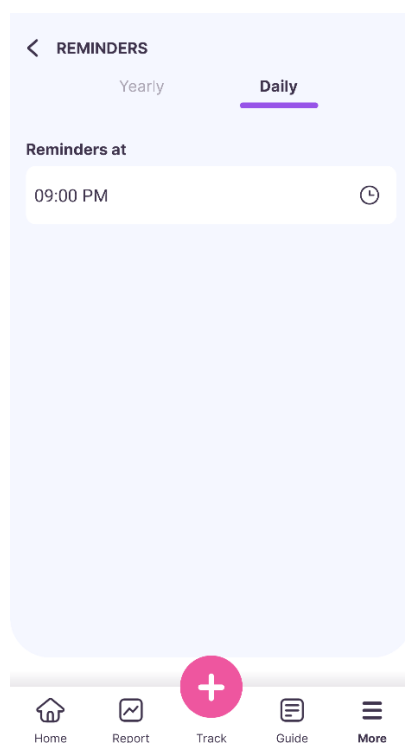 REMINDERS
Yearly Daily
Reminders at
09:00 PM
Home Report Track Guide More